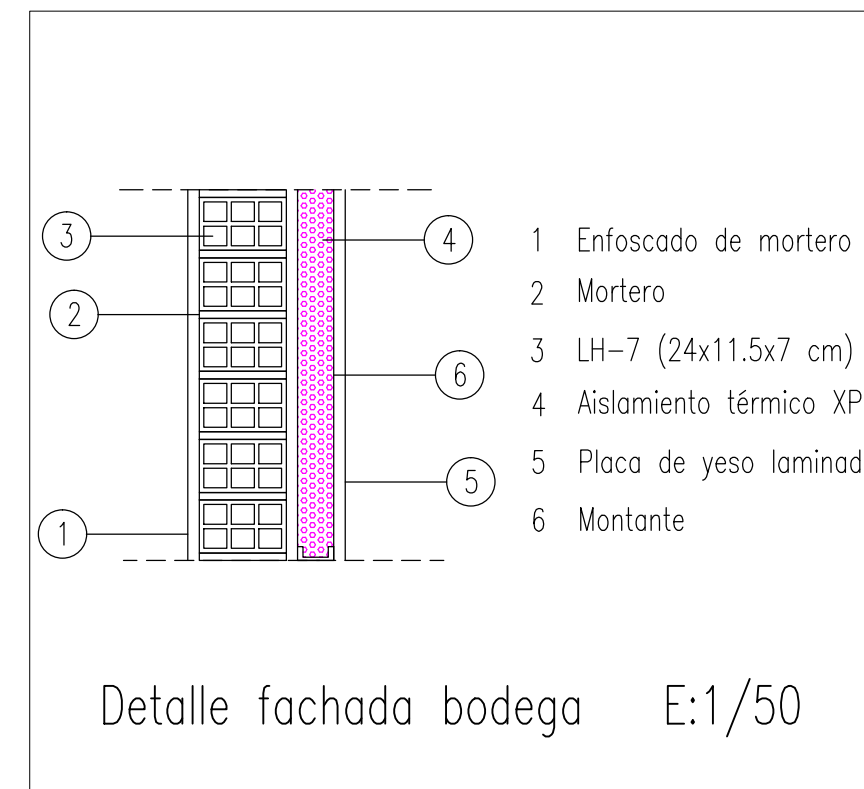 3
4
2
6
5
1
1 Enfoscado de mortero
2 Mortero
3 LH-7 (24x11.5x7 cm)
4 Aislamiento térmico XP
5 Placa de yeso laminad
6 Montante
Detalle fachada bodega E:1/50